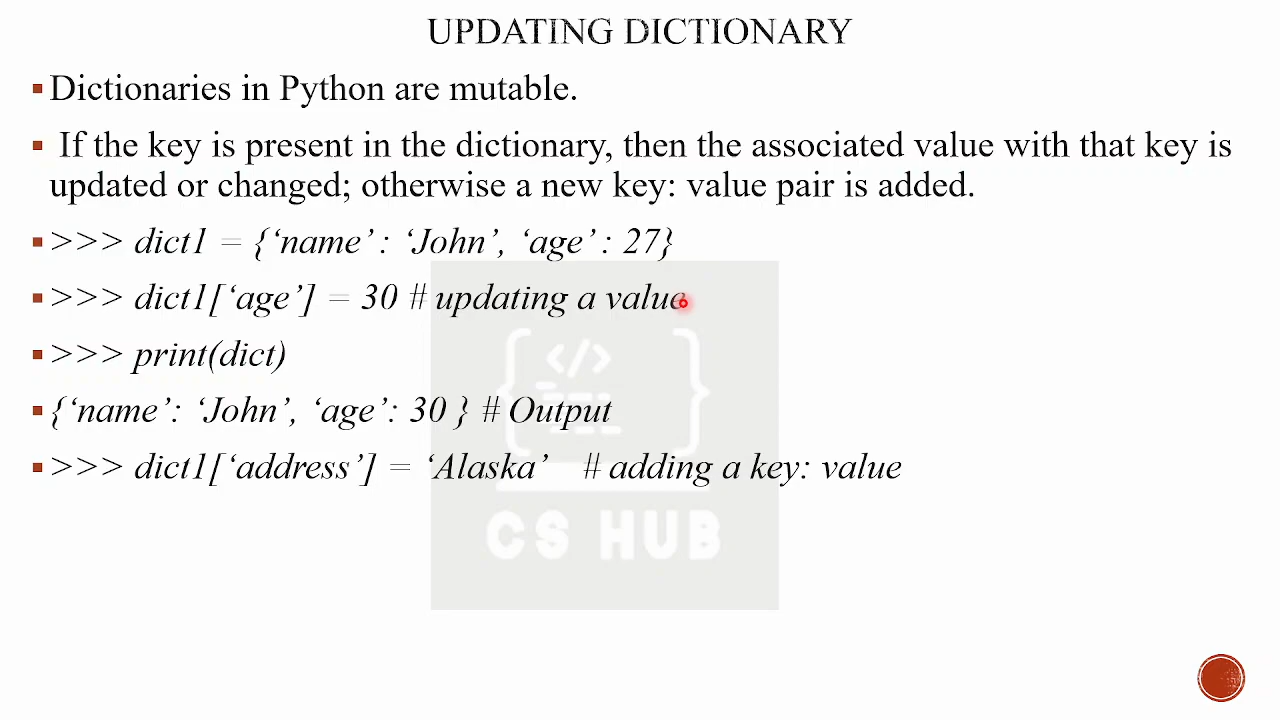 UPDATING DICTIONARY
▪Dictionaries in Python are mutable.
▪ If the key is present in the dictionary, then the associated value with that key is
updated or changed; otherwise a new key: value pair is added.
▪>>> dict1 = {‘name’ : ‘John’, ‘age’ : 27}
▪>>> dict1[‘age’] = 30 # updating a value
▪>>> print(dict)
▪{‘name’: ‘John’, ‘age’: 30 } # Output
</>
▪>>> dict1[‘address’] = ‘Alaska’ # adding a key: value
CS HUB